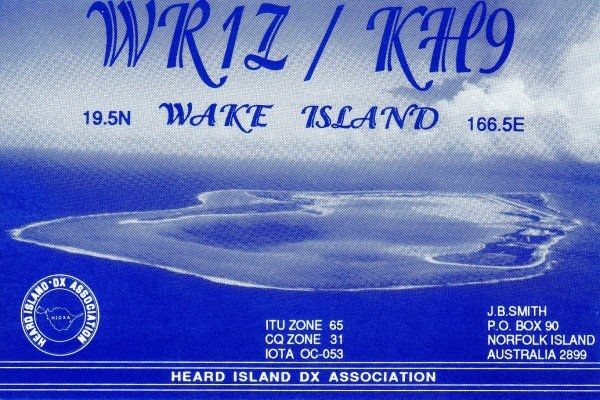 WR1Z / KH9
19.5N WAKE ISLAND 166.5E
HEARD ISLAND · DX ASSOCIATION
HIDXA
ITU ZONE 65
CQ ZONE 31
IOTA OC-053
J.B.SMITH
P.O. BOX 90
NORFOLK ISLAND
AUSTRALIA 2899
HEARD ISLAND DX ASSOCIATION